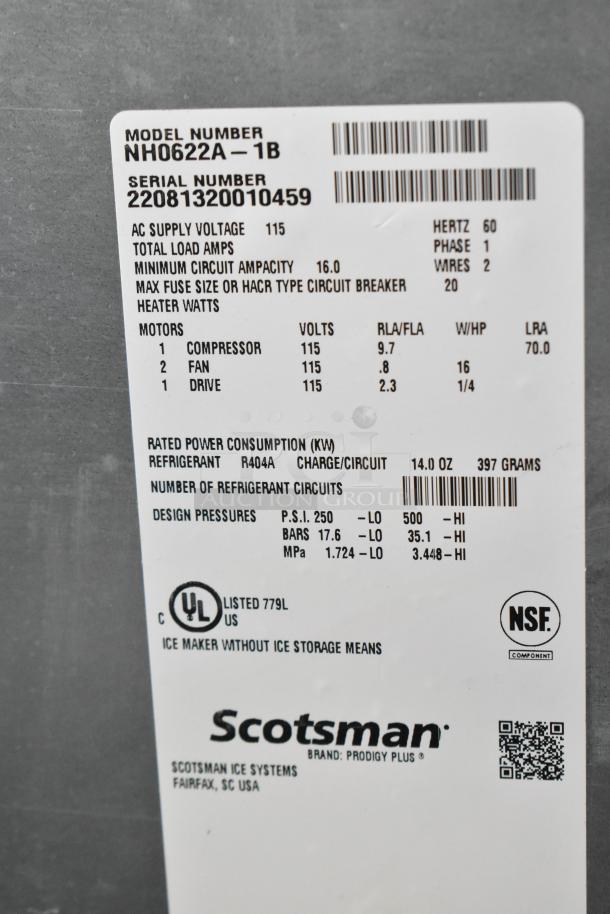 MODEL NUMBER
NH0622A-1B
SERIAL NUMBER
22081320010459
AC SUPPLY VOLTAGE 115 HERTZ 60
TOTAL LOAD AMPS PHASE 1
MINIMUM CIRCUIT AMPACITY 16.0 WIRES 2
MAX FUSE SIZE OR HACR TYPE CIRCUIT BREAKER 20
HEATER WATTS
MOTORS VOLTS RLA/FLA W/HP LRA
1 COMPRESSOR 115 9.7 70.0
2 FAN 115 .8 16
1 DRIVE 115 2.3 1/4
RATED POWER CONSUMPTION (KW)
REFRIGERANT R404A CHARGE/CIRCUIT 14.0 OZ 397 GRAMS
NUMBER OF REFRIGERANT CIRCUITS
AUCTION GROUP
DESIGN PRESSURES P.S.I. 250 -LO 500 -HI
BARS 17.6 -LO 35.1 -HI
MPa 1.724-LO 3.448-HI
C UL US LISTED 779L
NSF.
COMPONENT
ICE MAKER WITHOUT ICE STORAGE MEANS
Scotsman
BRAND: PRODIGY PLUS ®
SCOTSMAN ICE SYSTEMS
FAIRFAX, SC USA